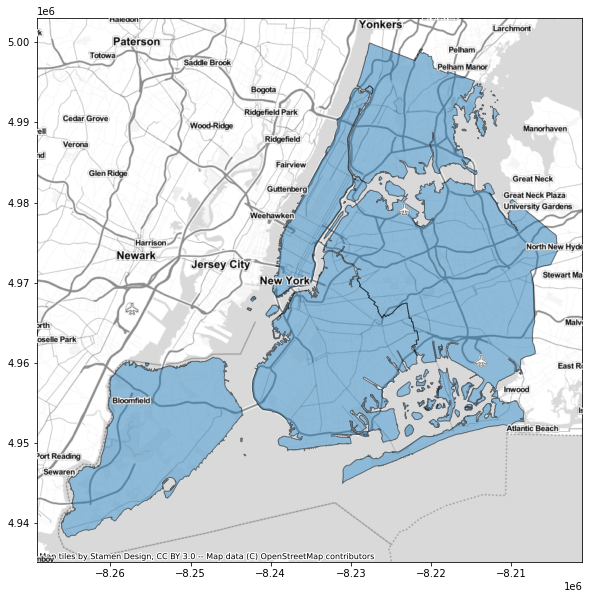 1e6
Haledon
Yonkers
Larchmont
Paterson
5.00
Totowa
Saddle Brook
Pelham
Pelham Manor
Bogota
4.99
Cedar Grove
Wood-Ridge
Ridgefield Park
Manorhaven
Verona
Ridgefield
Glen Ridge
Fairview
Great Neck
Guttenberg
Great Neck Plaza
4.98
University Gardens
Weehawken
Harrison
North New Hyde
Newark
Jersey City
Stewart Ma
4.97
New York
Malv
oselle Park
4.96
East R
Inwood
Bloomfield
Atlantic Beach
4.95
Port Reading
Sewaren
4.94
Map tiles by Stamen Design, CC BY 3.0 -- Map data (C) OpenStreetMap contributors
−8.26 −8.25 −8.24 −8.23 −8.22 −8.21
1e6